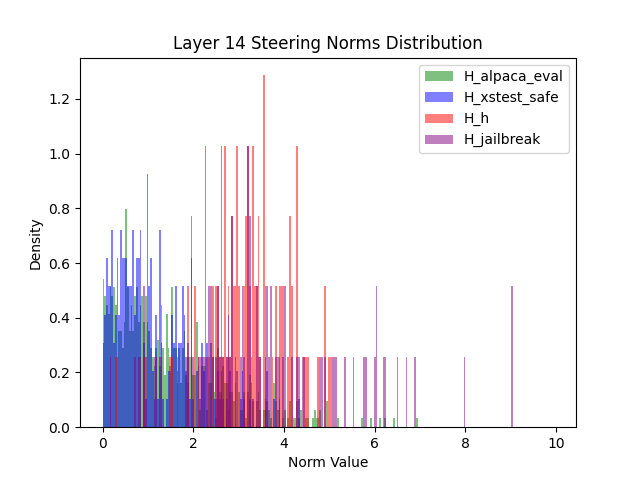 Layer 14 Steering Norms Distribution
H_alpaca_eval
H_xstest_safe
H_h
H_jailbreak
Density
1.2
1.0
0.8
0.6
0.4
0.2
0.0
0 2 4 6 8 10
Norm Value